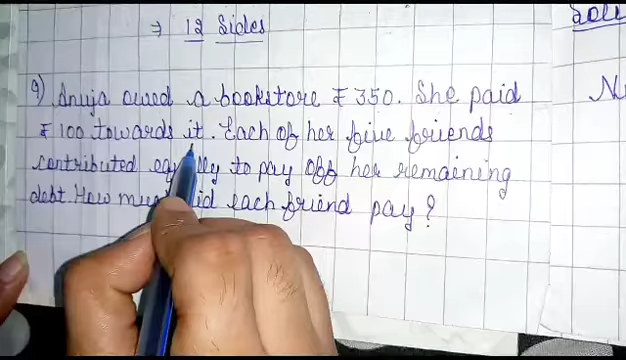 ⇒ 12 Sides
Soli
9) Anuja owed a bookstore ₹ 350. She paid
N
₹ 100 towards it. Each of her five friends
contributed equally to pay off her remaining
debt. How did each friend pay?